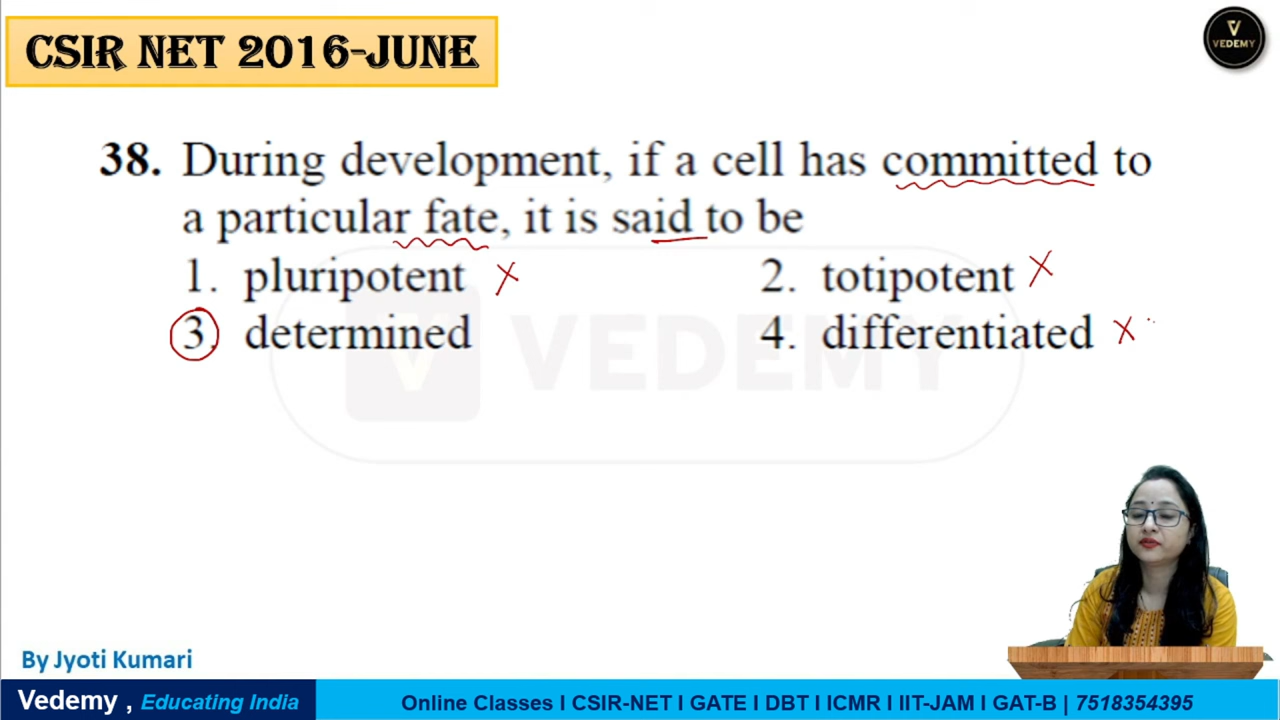 CSIR NET 2016-JUNE
V
VEDEMY
38. During development, if a cell has committed to
a particular fate, it is said to be
1. pluripotent x 2. totipotent x
3. determined 4. differentiated x
V VEDEMY
By Jyoti Kumari
Vedemy , Educating India
Online Classes I CSIR-NET I GATE I DBT I ICMR I IIT-JAM I GAT-B | 7518354395